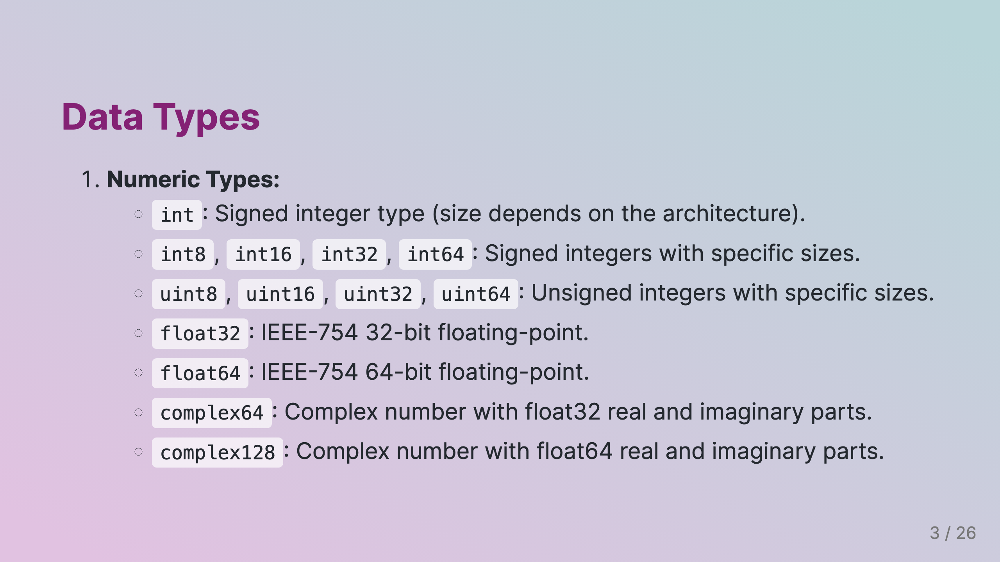 Data Types
1. Numeric Types:
int: Signed integer type (size depends on the architecture).
int8, int16, int32, int64: Signed integers with specific sizes.
uint8, uint16, uint32, uint64: Unsigned integers with specific sizes.
float32: IEEE-754 32-bit floating-point.
float64: IEEE-754 64-bit floating-point.
complex64: Complex number with float32 real and imaginary parts.
complex128: Complex number with float64 real and imaginary parts.
3 / 26